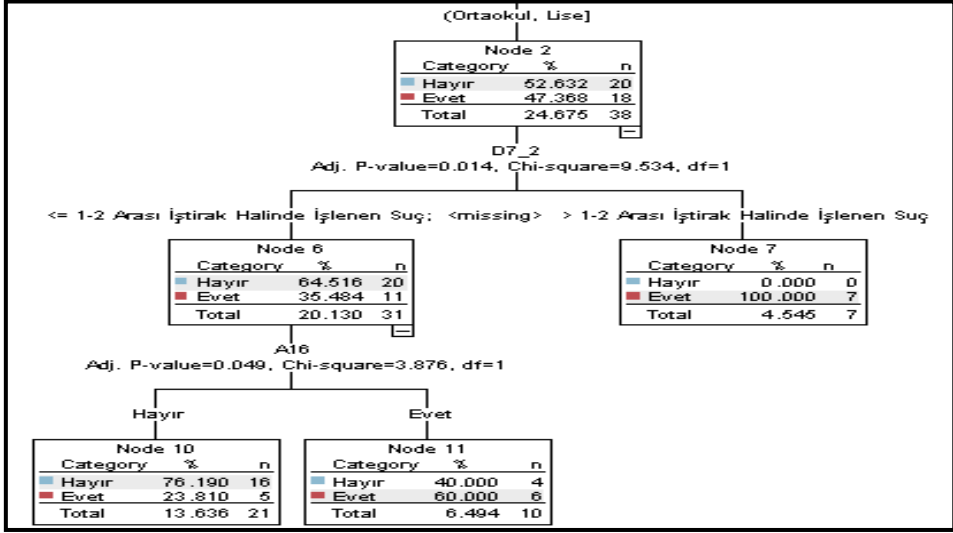 (Ortaokul, Lise]
Node 2
Category % n
Hayır 52.632 20
Evet 47.368 18
Total 24.675 38
D7_2
Adj. P-value=0.014, Chi-square=9.534, df=1
<= 1-2 Arası İştirak Halinde İşlenen Suç; <missing> > 1-2 Arası İştirak Halinde İşlenen Suç
Node 6
Category % n
Hayır 64.516 20
Evet 35.484 11
Total 20.130 31
Node 7
Category % n
Hayır 0.000 0
Evet 100.000 7
Total 4.545 7
A16
Adj. P-value=0.049, Chi-square=3.876, df=1
Hayır Evet
Node 10
Category % n
Hayır 76.190 16
Evet 23.810 5
Total 13.636 21
Node 11
Category % n
Hayır 40.000 4
Evet 60.000 6
Total 6.494 10